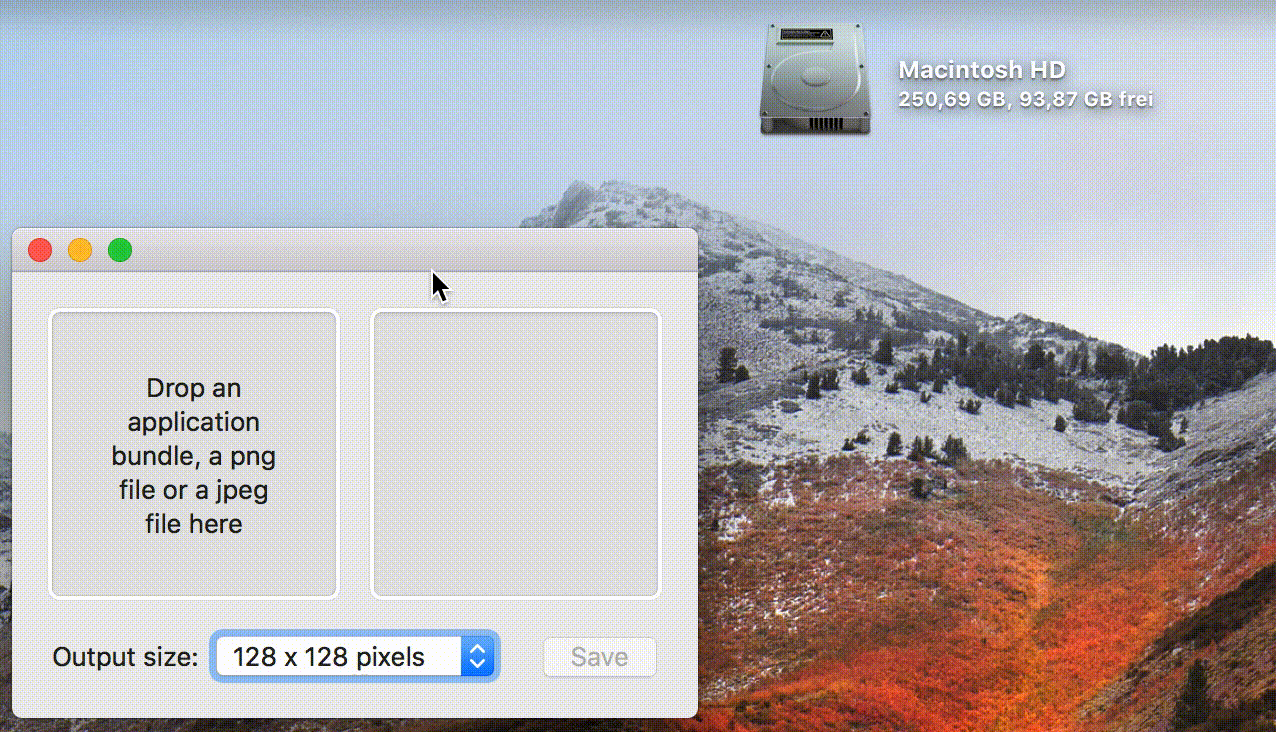 Macintosh HD
250,69 GB, 93,87 GB frei
Drop an
application
bundle, a png
file or a jpeg
file here
Output size:
128 x 128 pixels
Save